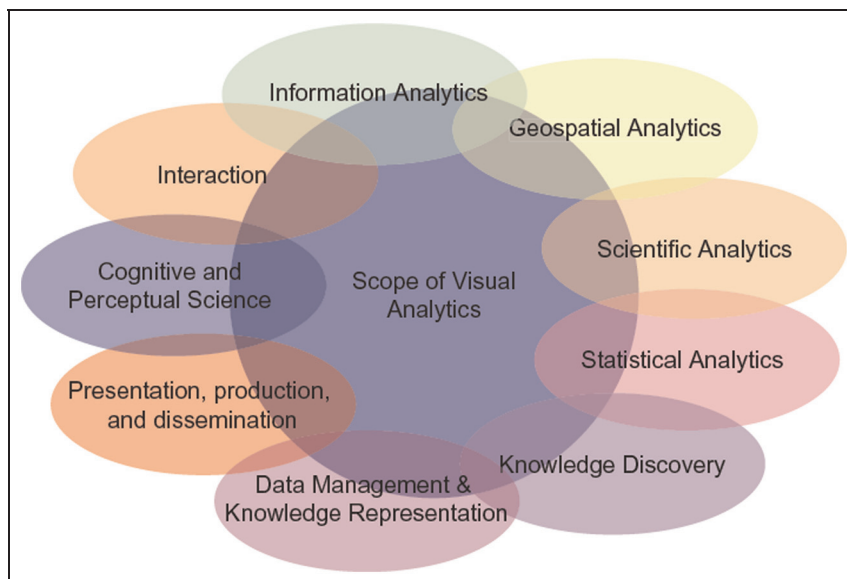 Information Analytics
Geospatial Analytics
Interaction
Scientific Analytics
Cognitive and
Perceptual Science
Scope of Visual
Analytics
Statistical Analytics
Presentation, production,
and dissemination
Knowledge Discovery
Data Management &
Knowledge Representation